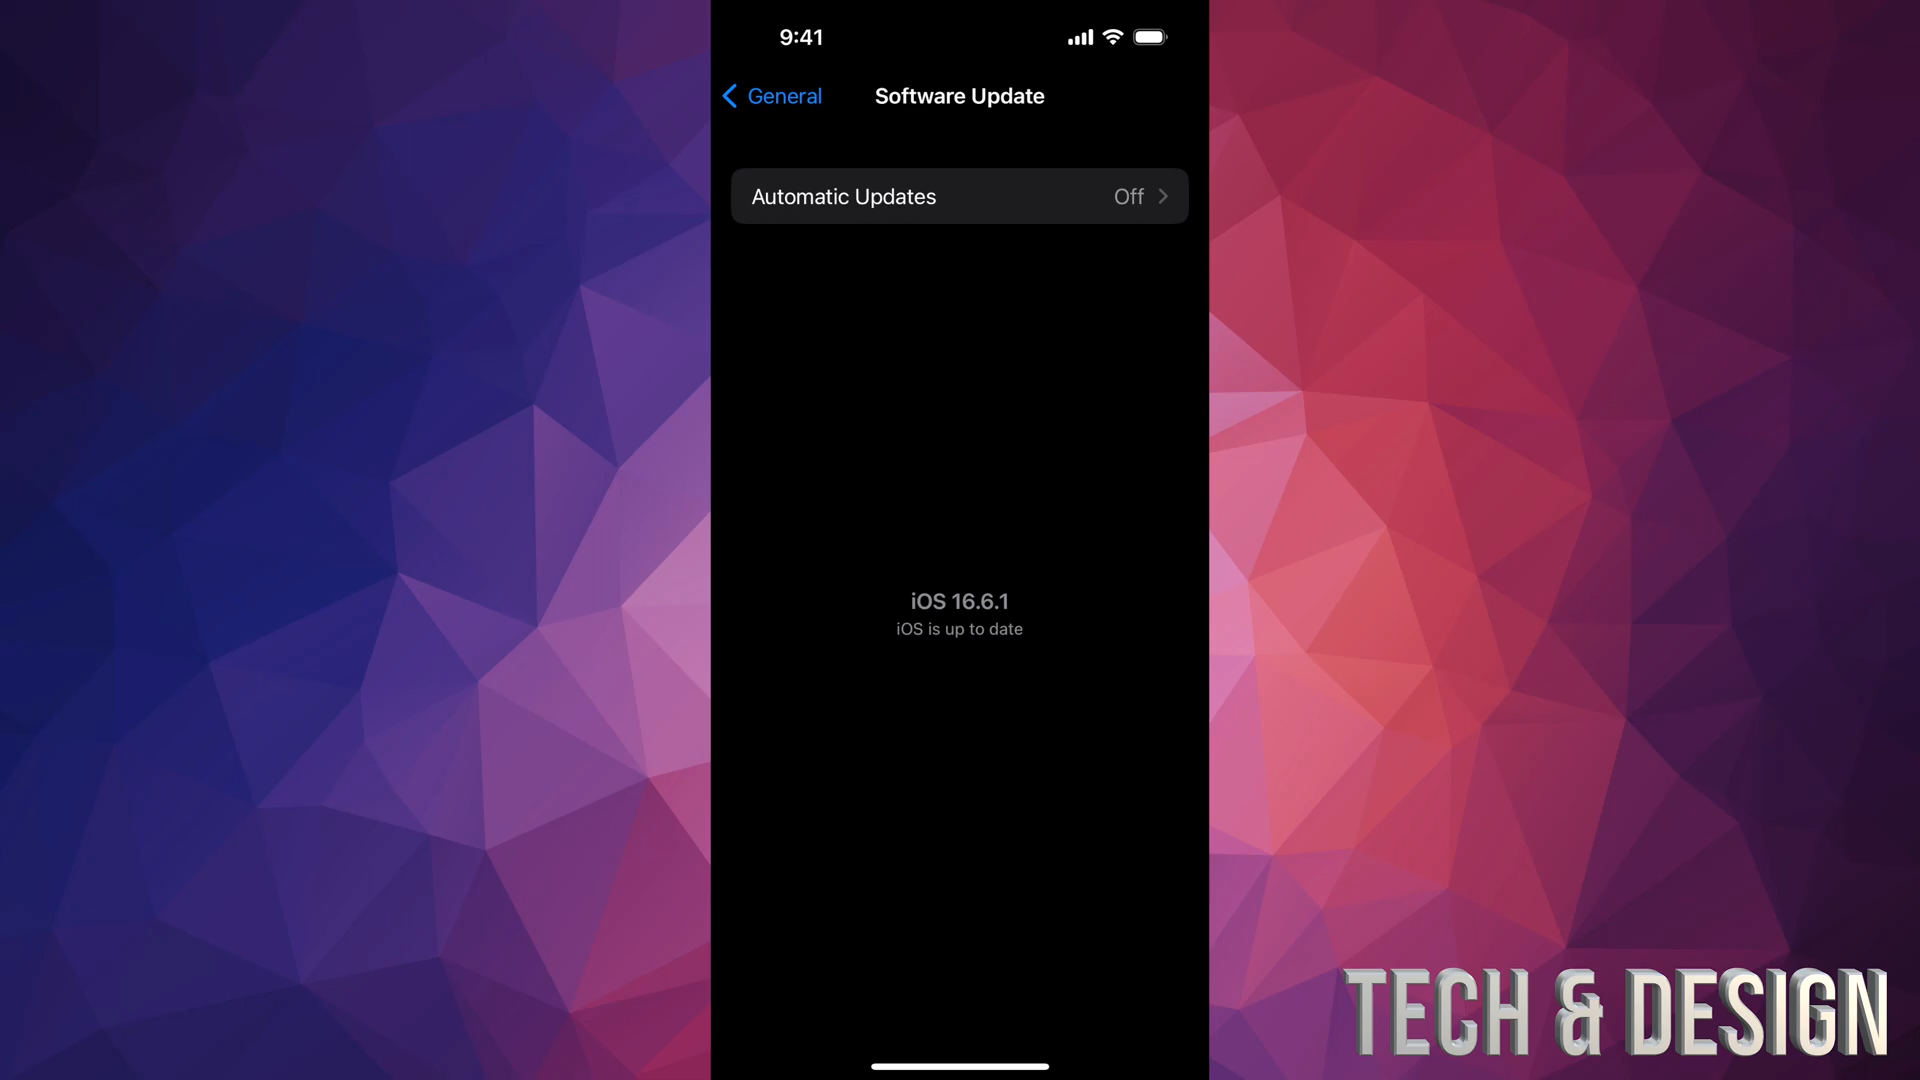 9:41
General
Software Update
Automatic Updates Off
iOS 16.6.1
iOS is up to date
TECH & DESIGN